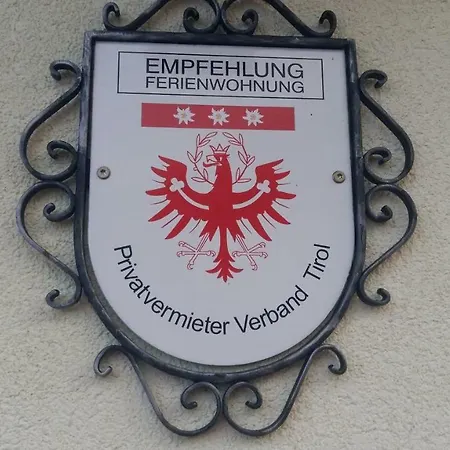 EMPFEHLUNG
FERIENWOHNUNG
Privatvermieter Verband Tirol